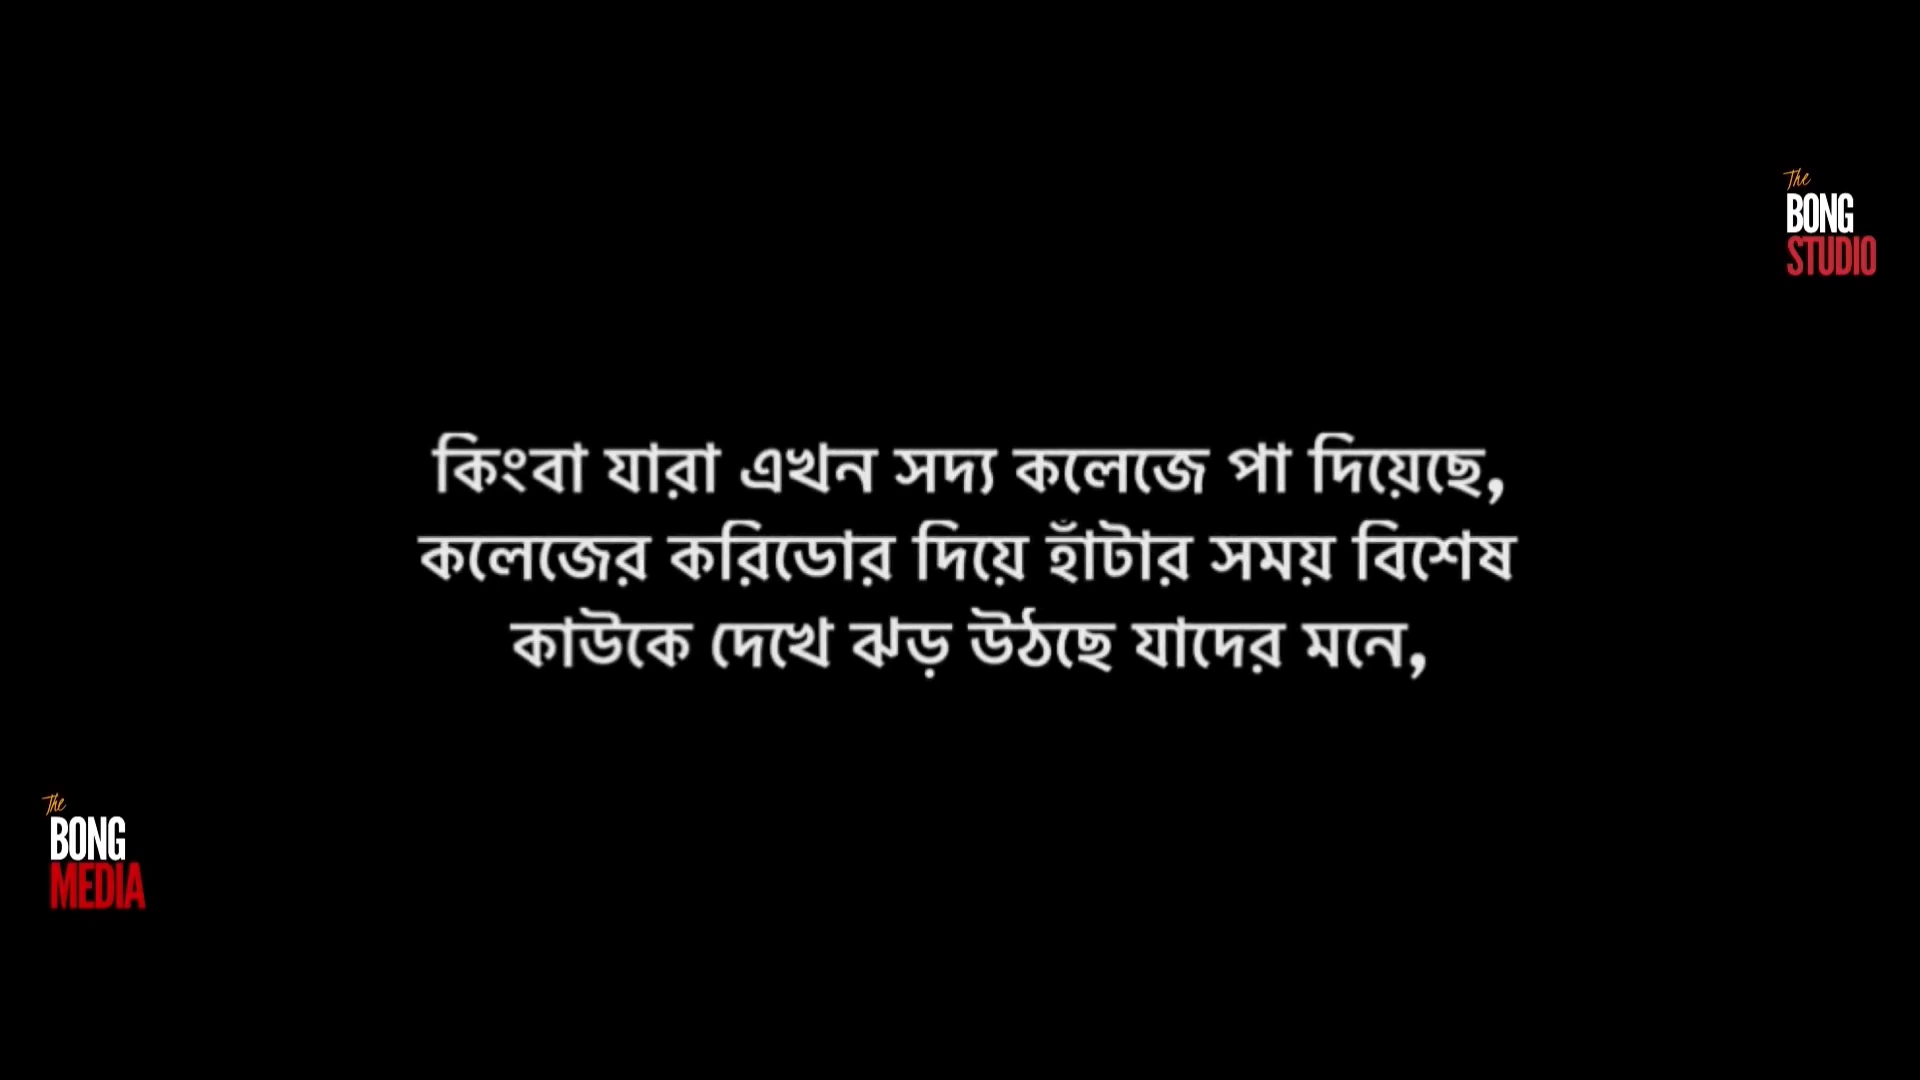 The
BONG
STUDIO
কিংবা যারা এখন সদ্য কলেজে পা দিয়েছে,
কলেজের করিডোর দিয়ে হাঁটার সময় বিশেষ
কাউকে দেখে ঝড় উঠছে যাদের মনে,
The
BONG
MEDIA